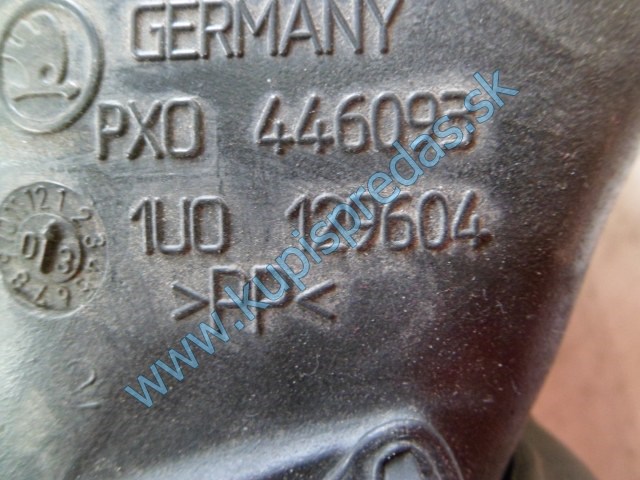 GERMANY
PXO 446093
1U0 129604
>PP<
www.kupispredas.sk